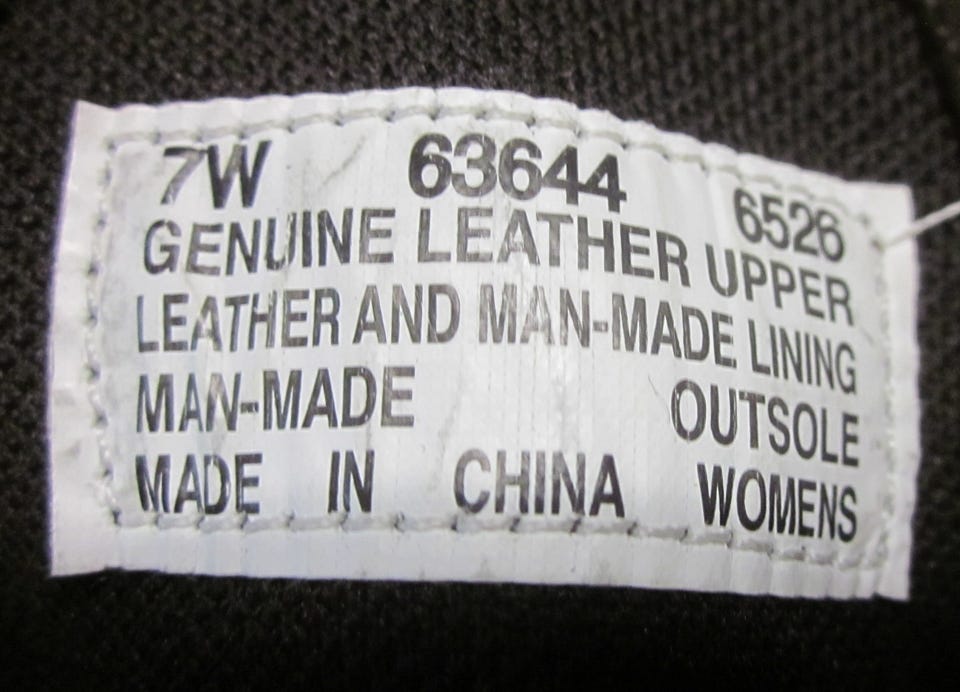 7W 63644 6526
GENUINE LEATHER UPPER
LEATHER AND MAN-MADE LINING
MAN-MADE OUTSOLE
MADE IN CHINA WOMENS